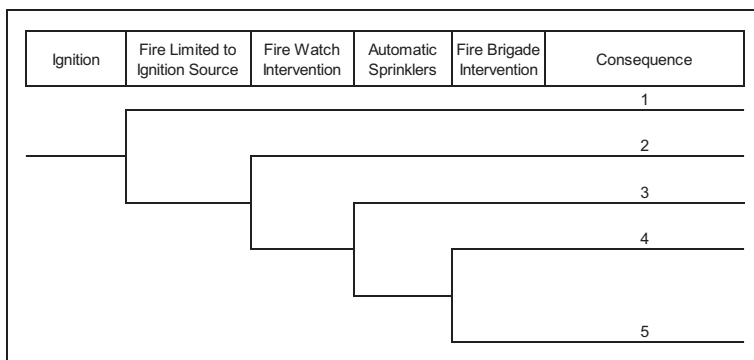 Ignition
Fire Limited to
Ignition Source
Fire Watch
Intervention
Automatic
Sprinklers
Fire Brigade
Intervention
Consequence
1
2
3
4
5